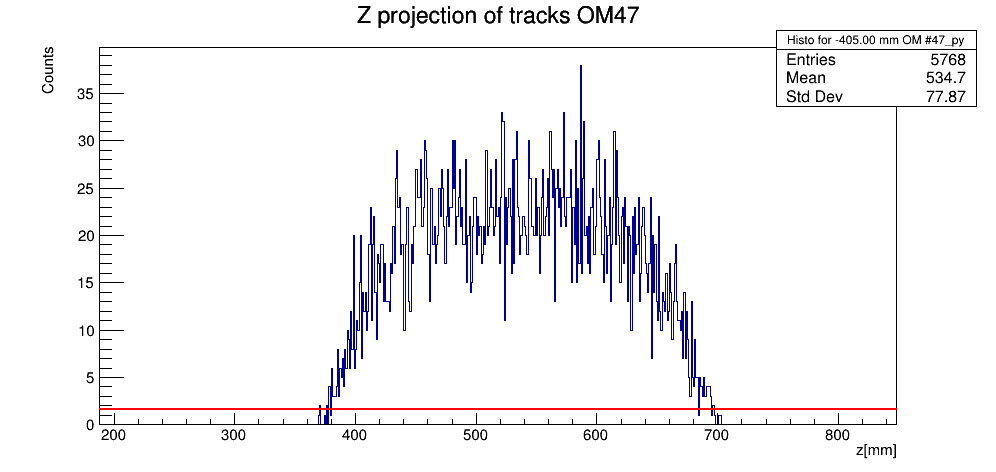 Z projection of tracks OM47
Histo for -405.00 mm OM #47_py
Entries 5768
Mean 534.7
Std Dev 77.87
Counts
35
30
25
20
15
10
5
0
200 300 400 500 600 700 800
z[mm]